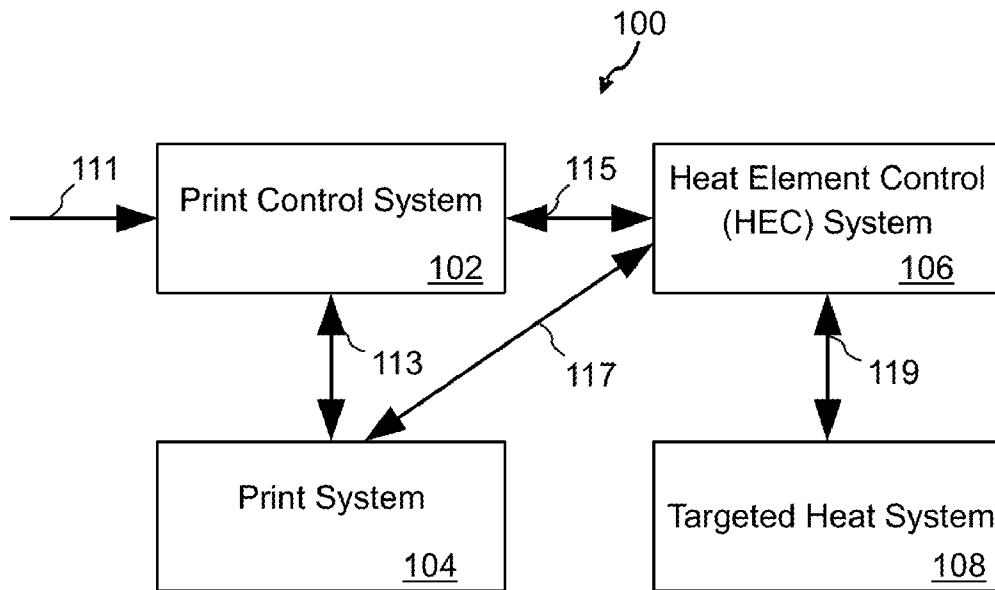 100
111
Print Control System
102
115
Heat Element Control
(HEC) System
106
113
117
119
Print System
104
Targeted Heat System
108